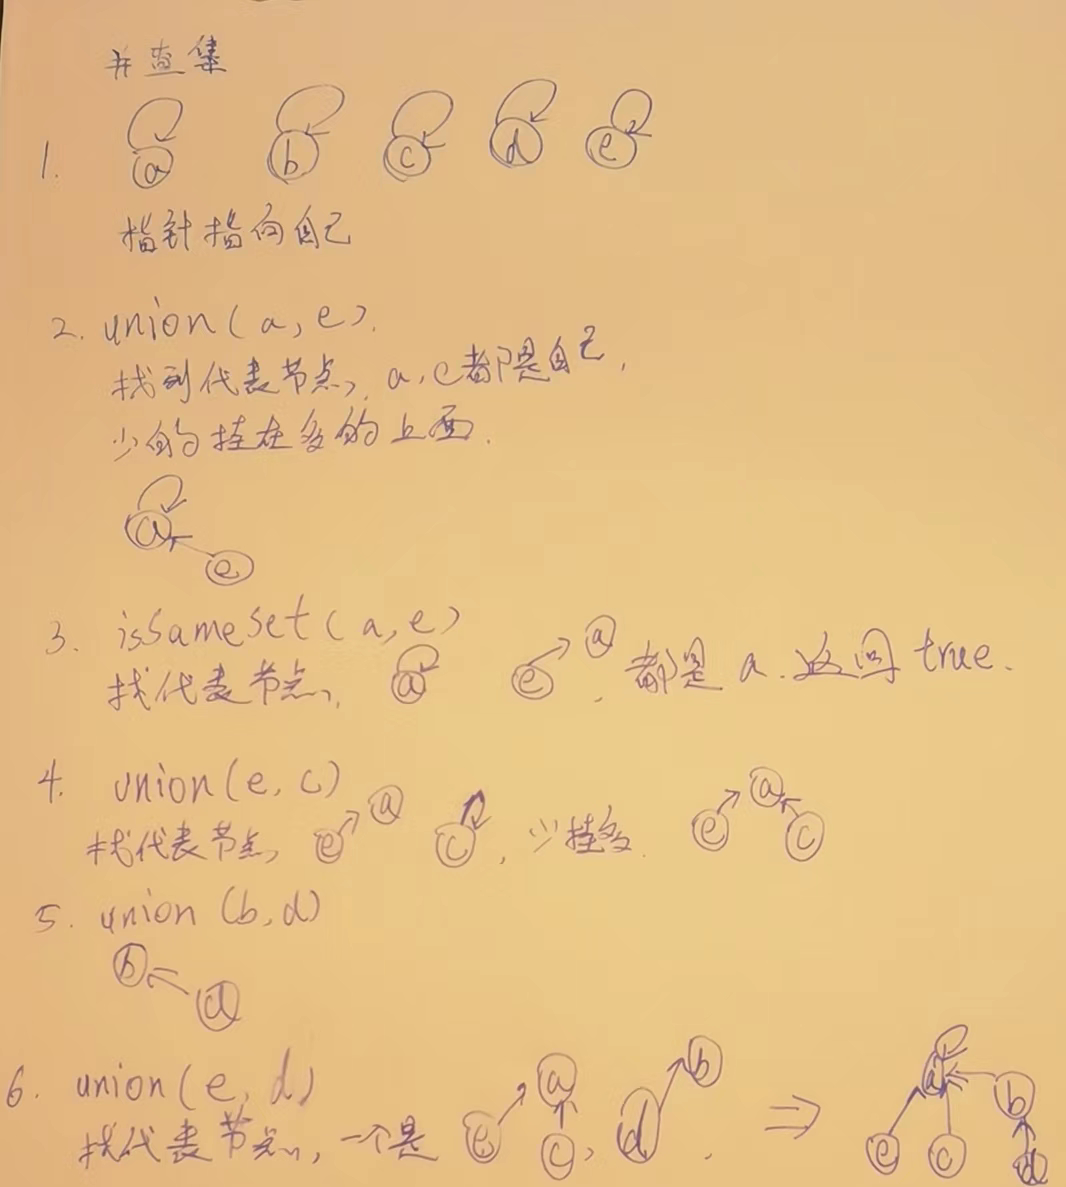 并查集
1. a b c d e
指针指向自己
2. union(a, e).
找到代表节点, a, e都是自己,
少的挂在多的上面.
a
e
3. isSameSet(a, e)
找代表节点, a e a, 都是 a. 返回 true.
4. union(e, c)
找代表节点, e a c, 少挂多. e a c
5. union (b, d)
b
d
6. union(e, d)
找代表节点, 一个是 e a c, d b. ⇒ a e c b d